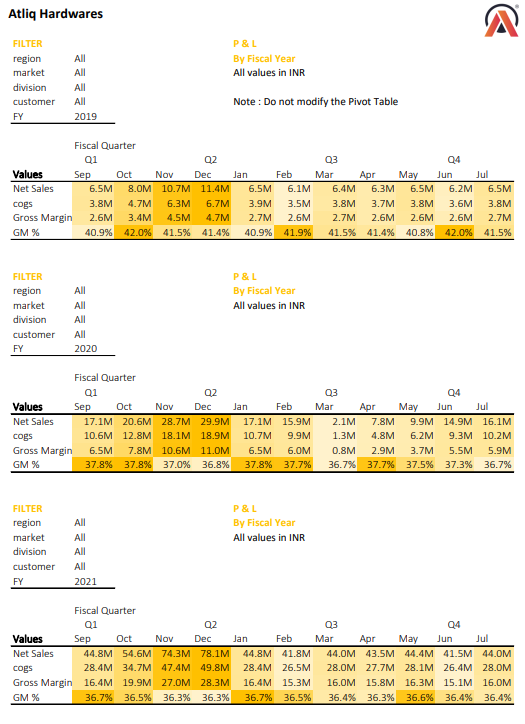 Atliq Hardwares
FILTER P & L
region All By Fiscal Year
market All All values in INR
division All
customer All Note : Do not modify the Pivot Table
FY 2019
Fiscal Quarter
Q1 Q2 Q3 Q4
Values Sep Oct Nov Dec Jan Feb Mar Apr May Jun Jul
Net Sales 6.5M 8.0M 10.7M 11.4M 6.5M 6.1M 6.4M 6.3M 6.5M 6.2M 6.5M
cogs 3.8M 4.7M 6.3M 6.7M 3.9M 3.5M 3.8M 3.7M 3.8M 3.6M 3.8M
Gross Margin 2.6M 3.4M 4.5M 4.7M 2.7M 2.6M 2.7M 2.6M 2.6M 2.6M 2.7M
GM % 40.9% 42.0% 41.5% 41.4% 40.9% 41.9% 41.5% 41.4% 40.8% 42.0% 41.5%
FILTER P & L
region All By Fiscal Year
market All All values in INR
division All
customer All
FY 2020
Fiscal Quarter
Q1 Q2 Q3 Q4
Values Sep Oct Nov Dec Jan Feb Mar Apr May Jun Jul
Net Sales 17.1M 20.6M 28.7M 29.9M 17.1M 15.9M 2.1M 7.8M 9.9M 14.9M 16.1M
cogs 10.6M 12.8M 18.1M 18.9M 10.7M 9.9M 1.3M 4.8M 6.2M 9.3M 10.2M
Gross Margin 6.5M 7.8M 10.6M 11.0M 6.5M 6.0M 0.8M 2.9M 3.7M 5.5M 5.9M
GM % 37.8% 37.8% 37.0% 36.8% 37.8% 37.7% 36.7% 37.7% 37.5% 37.3% 36.7%
FILTER P & L
region All By Fiscal Year
market All All values in INR
division All
customer All
FY 2021
Fiscal Quarter
Q1 Q2 Q3 Q4
Values Sep Oct Nov Dec Jan Feb Mar Apr May Jun Jul
Net Sales 44.8M 54.6M 74.3M 78.1M 44.8M 41.8M 44.0M 43.5M 44.4M 41.5M 44.0M
cogs 28.4M 34.7M 47.4M 49.8M 28.4M 26.5M 28.0M 27.7M 28.1M 26.4M 28.0M
Gross Margin 16.4M 19.9M 27.0M 28.3M 16.4M 15.3M 16.0M 15.8M 16.3M 15.1M 16.0M
GM % 36.7% 36.5% 36.3% 36.3% 36.7% 36.5% 36.4% 36.3% 36.6% 36.4% 36.4%